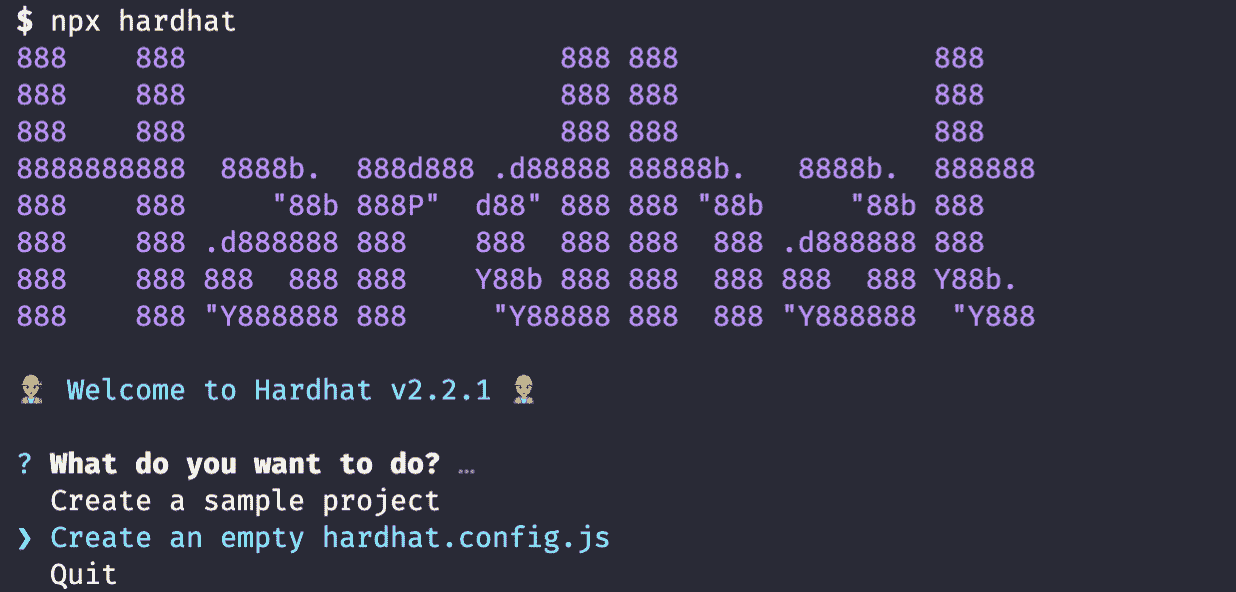 $ npx hardhat
888    888                      888 888               888
888    888                      888 888               888
888    888                      888 888               888
8888888888  8888b.  888d888 .d88888 88888b.   8888b.  888888
888    888     "88b 888P"  d88" 888 888 "88b     "88b 888
888    888 .d888888 888    888  888 888  888 .d888888 888
888    888 888  888 888    Y88b 888 888  888 888  888 Y88b.
888    888 "Y888888 888     "Y88888 888  888 "Y888888  "Y888
Welcome to Hardhat v2.2.1
? What do you want to do? …
Create a sample project
❯ Create an empty hardhat.config.js
Quit